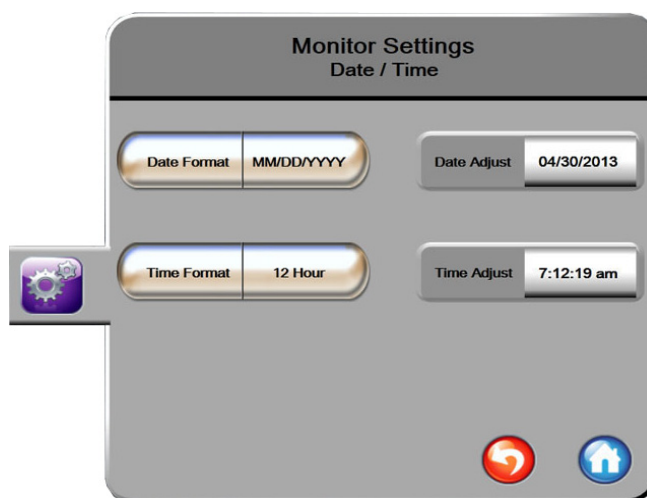 Monitor Settings
Date / Time
Date Format MM/DD/YYYY
Date Adjust 04/30/2013
Time Format 12 Hour
Time Adjust 7:12:19 am